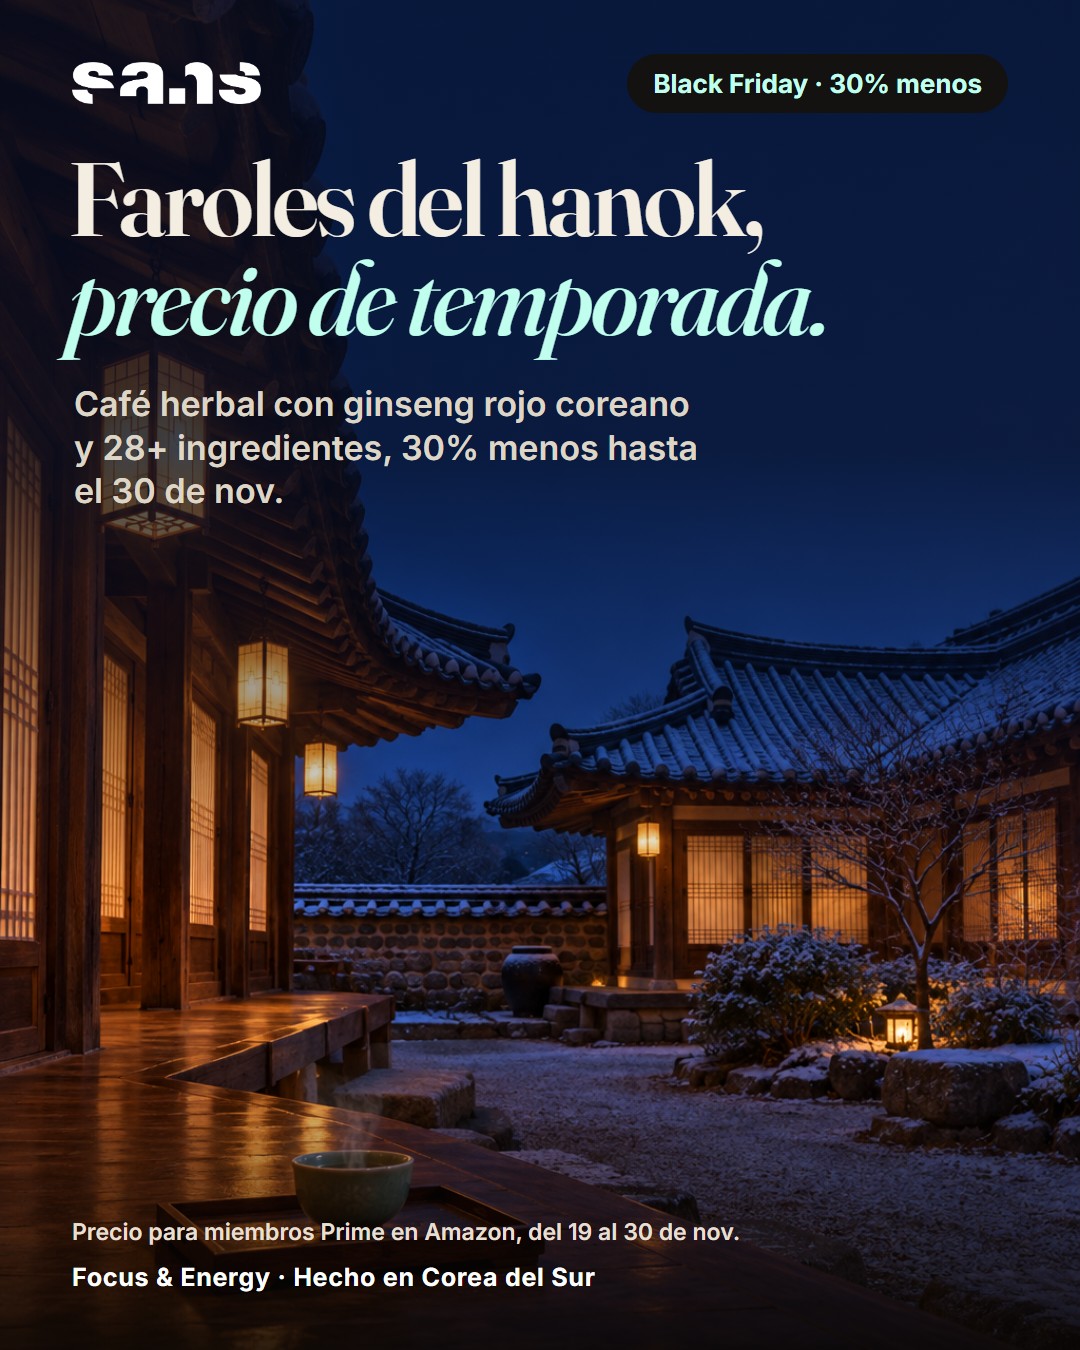 sans
Black Friday · 30% menos
Faroles del hanok,
precio de temporada.
Café herbal con ginseng rojo coreano
y 28+ ingredientes, 30% menos hasta
el 30 de nov.
Precio para miembros Prime en Amazon, del 19 al 30 de nov.
Focus & Energy · Hecho en Corea del Sur